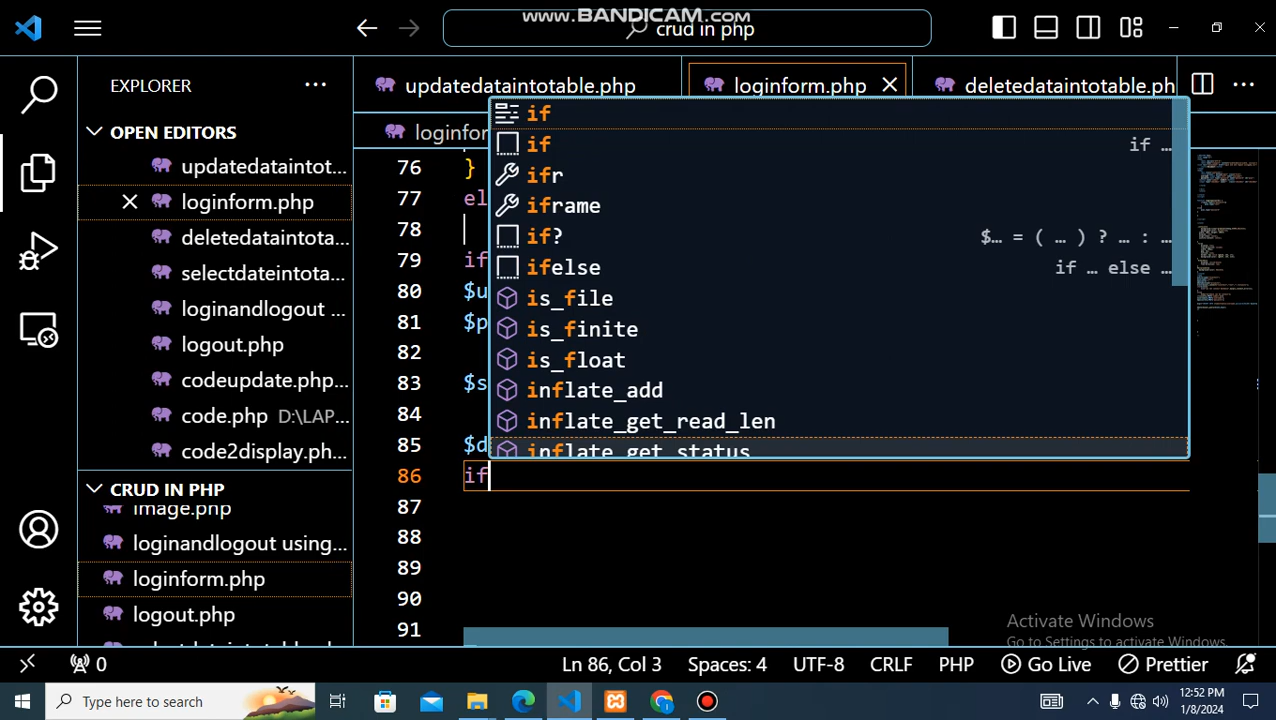 www.BANDICAM.com
crud in php
EXPLORER
OPEN EDITORS
updatedataintot...
loginform.php
deletedataintota...
selectdateintota...
loginandlogout ...
logout.php
codeupdate.php...
code.php D:\LAP...
code2display.ph...
CRUD IN PHP
image.php
loginandlogout using...
loginform.php
logout.php
updatedataintotable.php
loginform.php
deletedataintotable.ph
loginfor
76 }
77 el
78
79 if
80 $u
81 $p
82
83 $s
84
85 $d
86 if
87
88
89
90
91
if
if if ...
ifr
iframe
if? $... = ( ... ) ? ... : ...
ifelse if ... else ...
is_file
is_finite
is_float
inflate_add
inflate_get_read_len
inflate_get_status
Activate Windows
Go to Settings to activate Windows.
0
Ln 86, Col 3
Spaces: 4
UTF-8
CRLF
PHP
Go Live
Prettier
Type here to search
12:52 PM
1/8/2024